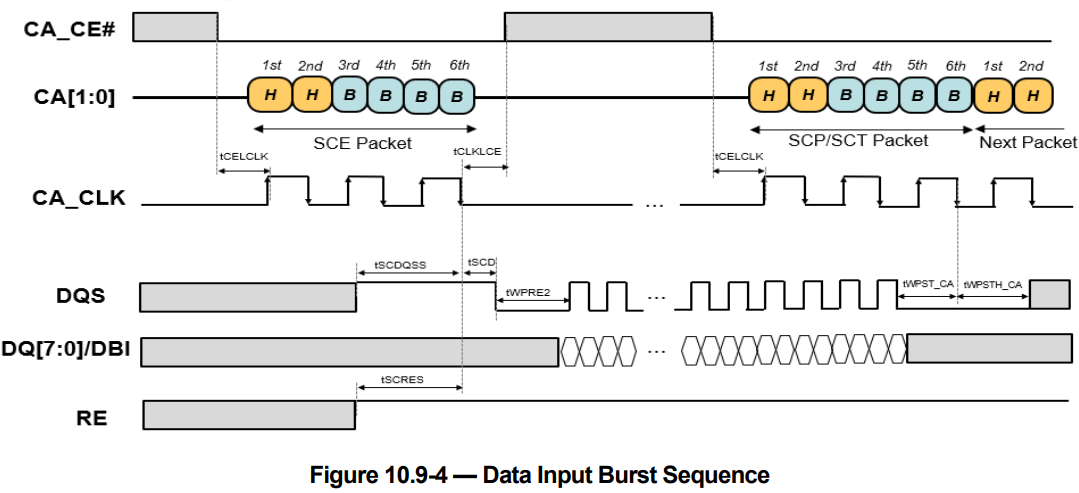 CA_CE#
1st 2nd 3rd 4th 5th 6th 1st 2nd 3rd 4th 5th 6th 1st 2nd
CA[1:0] H H B B B B H H B B B B H H
SCE Packet SCP/SCT Packet Next Packet
tCELCLK tCLKLCE tCELCLK
CA_CLK ...
tSCDQSS tSCD
DQS tWPRE2 ... tWPST_CA tWPSTH_CA
DQ[7:0]/DBI ...
tSCRES
RE
Figure 10.9-4 — Data Input Burst Sequence